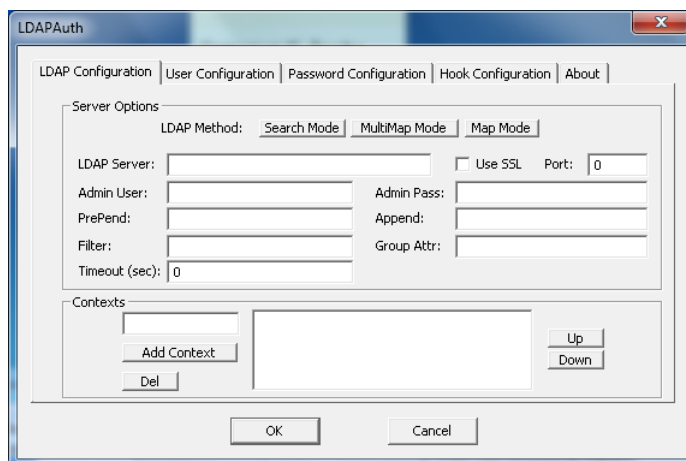 LDAPAuth
LDAP Configuration User Configuration Password Configuration Hook Configuration About
Server Options
LDAP Method: Search Mode MultiMap Mode Map Mode
LDAP Server: Use SSL Port: 0
Admin User: Admin Pass:
PrePend: Append:
Filter: Group Attr:
Timeout (sec): 0
Contexts
Add Context
Up
Down
Del
OK Cancel